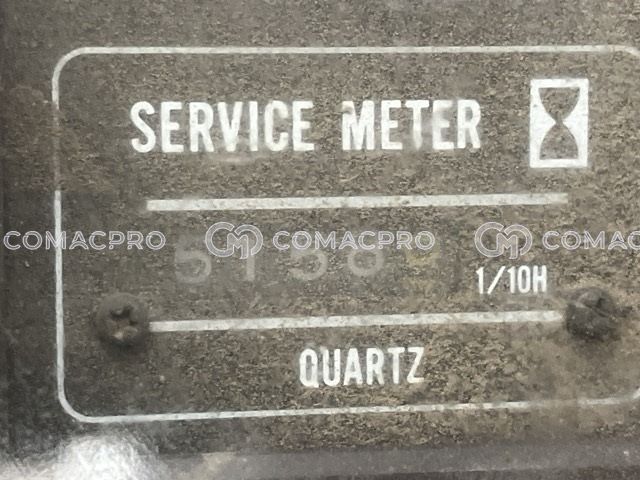 SERVICE METER
COMACPRO COMACPRO COMACPRO
1/10H
QUARTZ